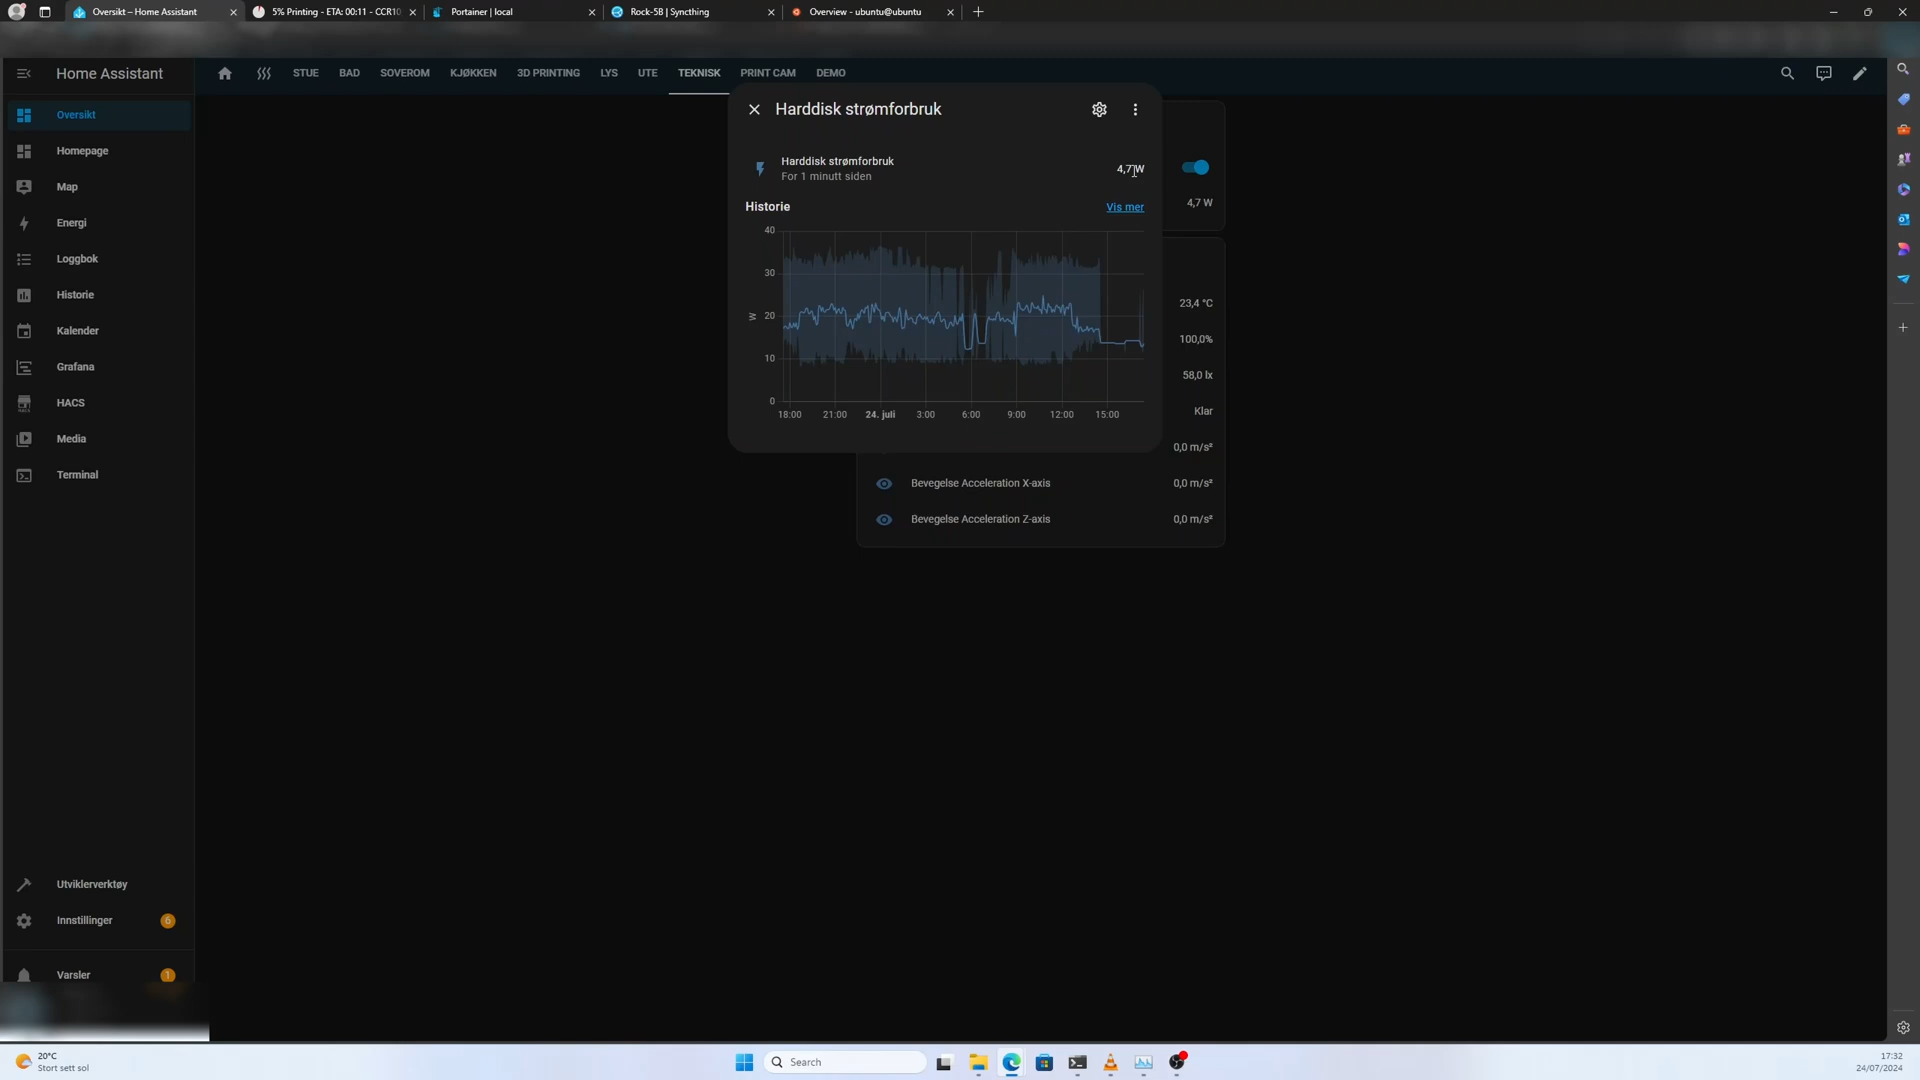 Oversikt – Home Assistant
5% Printing - ETA: 00:11 - CCR10
Portainer | local
Rock-5B | Syncthing
Overview - ubuntu@ubuntu
Home Assistant
STUE BAD SOVEROM KJØKKEN 3D PRINTING LYS UTE TEKNISK PRINT CAM DEMO
Oversikt
Homepage
Map
Energi
Loggbok
Historie
Kalender
Grafana
HACS
Media
Terminal
Utviklerverktøy
Innstillinger 6
Varsler 1
Harddisk strømforbruk
Harddisk strømforbruk
For 1 minutt siden
4,7 W
Historie
Vis mer
40
30
20
10
0
W
18:00 21:00 24. juli 3:00 6:00 9:00 12:00 15:00
4,7 W
23,4 °C
100,0%
58,0 lx
Klar
0,0 m/s²
Bevegelse Acceleration X-axis 0,0 m/s²
Bevegelse Acceleration Z-axis 0,0 m/s²
20°C
Stort sett sol
Search
17:32
24/07/2024